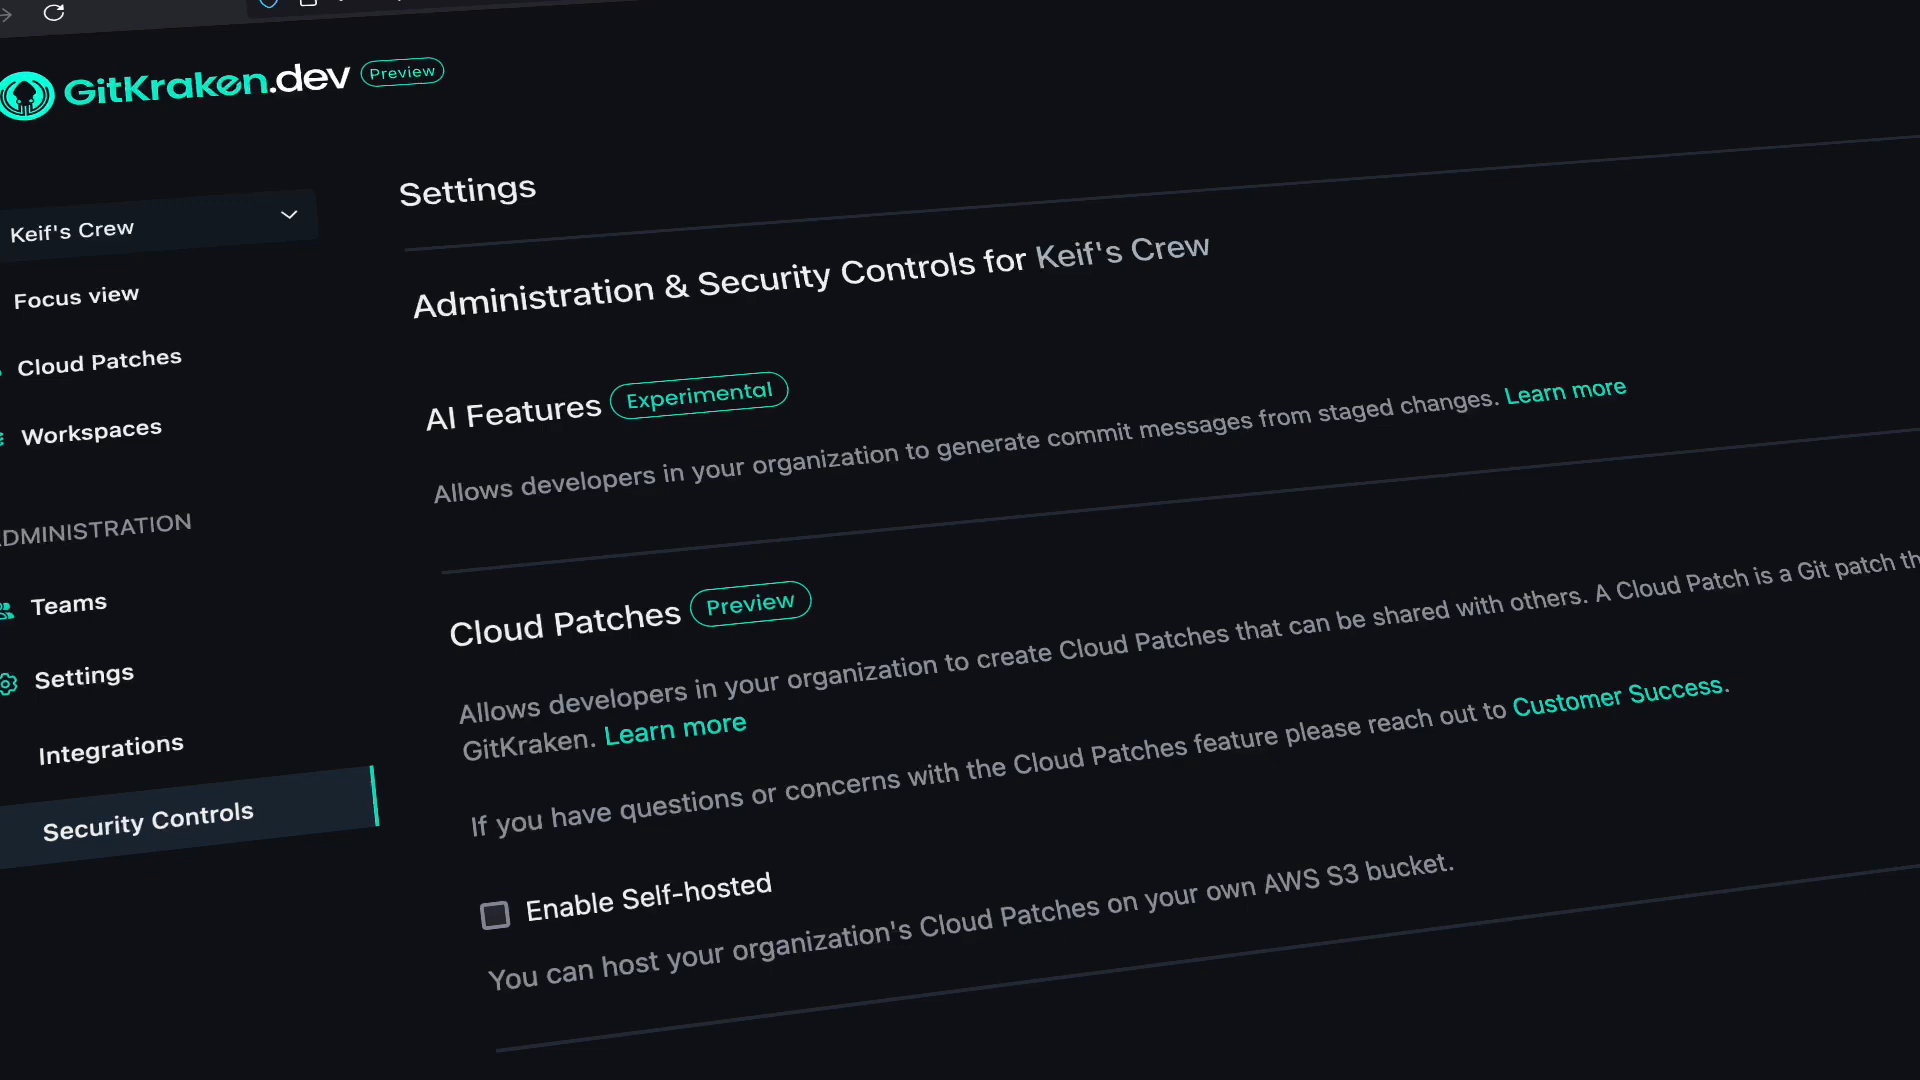 GitKraken.dev Preview
Keif's Crew
Focus view
Cloud Patches
Workspaces
DMINISTRATION
Teams
Settings
Integrations
Security Controls
Settings
Administration & Security Controls for Keif's Crew
AI Features Experimental
Allows developers in your organization to generate commit messages from staged changes. Learn more
Cloud Patches Preview
Allows developers in your organization to create Cloud Patches that can be shared with others. A Cloud Patch is a Git patch th
GitKraken. Learn more
If you have questions or concerns with the Cloud Patches feature please reach out to Customer Success.
Enable Self-hosted
You can host your organization's Cloud Patches on your own AWS S3 bucket.